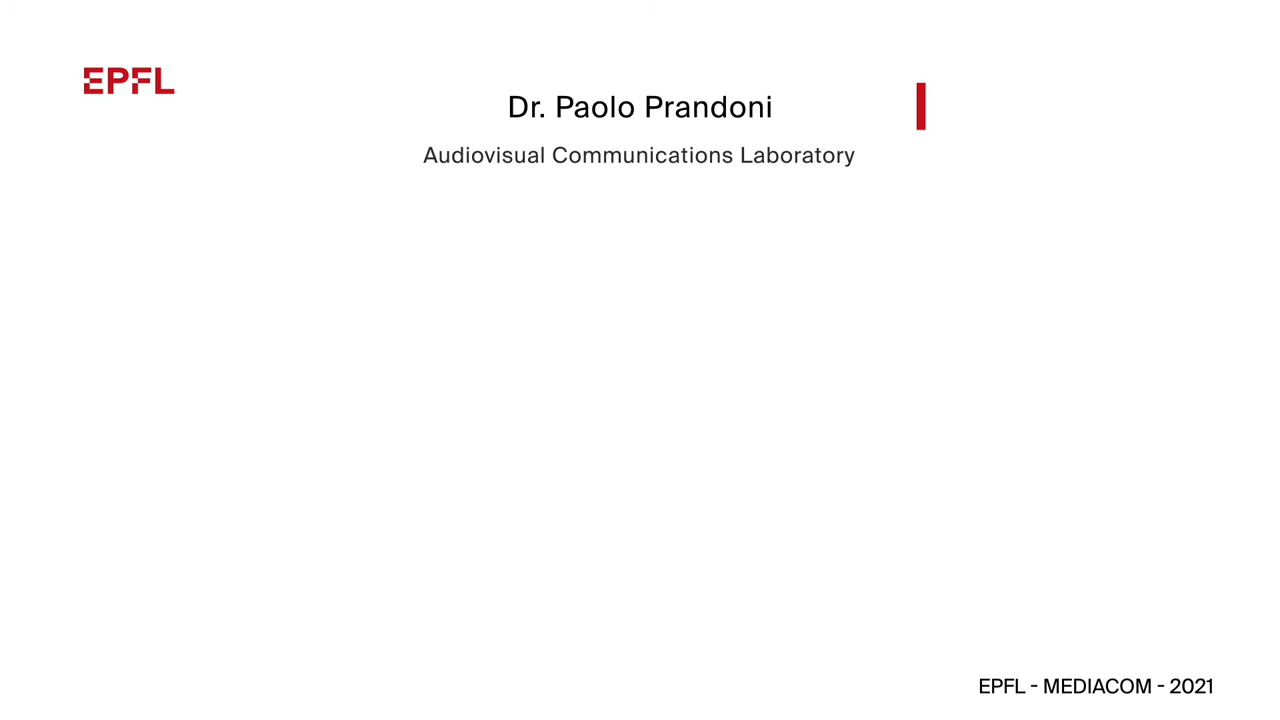 EPFL
Dr. Paolo Prandoni
Audiovisual Communications Laboratory
EPFL - MEDIACOM - 2021